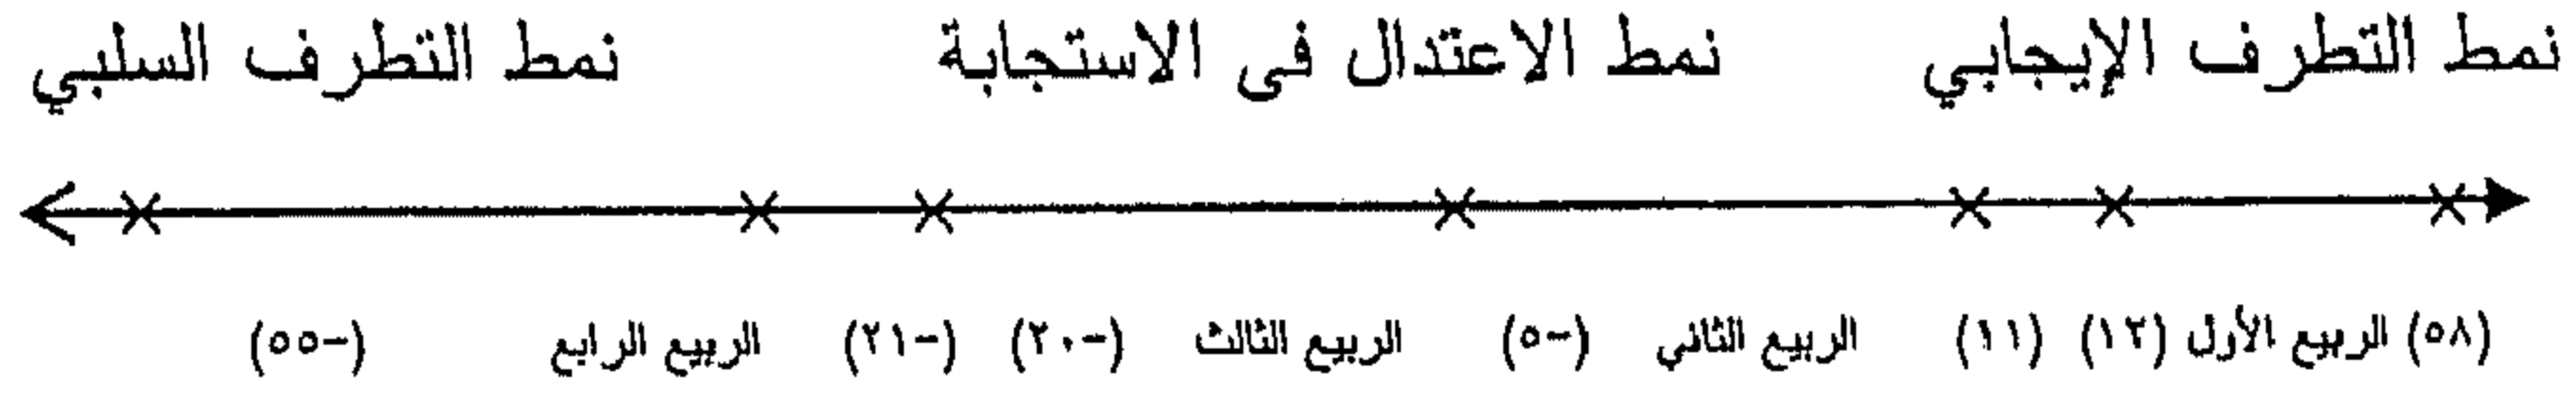 نمط التطرف الإيجابي نمط الاعتدال فى الاستجابة نمط التطرف السلبي
(٥٨) الربيع الأول (١٢) (١١) الربيع الثاني (-٥) الربيع الثالث (-٢٠) (-٢١) الربيع الرابع (-٥٥)